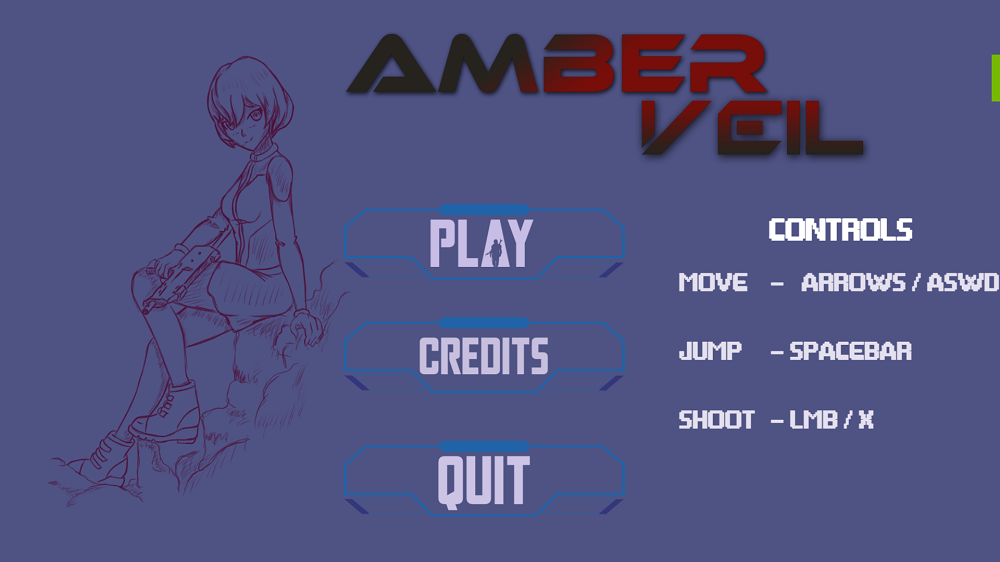 AMBER
VEIL
PLAY
CREDITS
QUIT
CONTROLS
MOVE - ARROWS / ASWD
JUMP - SPACEBAR
SHOOT - LMB / X